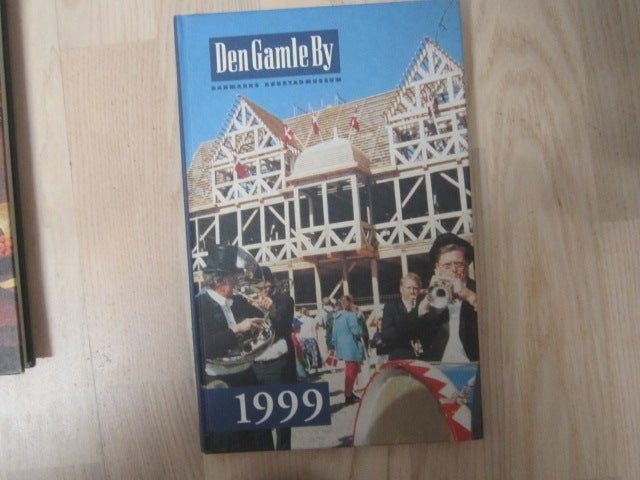 Den Gamle By
DANMARKS KØBSTADMUSEUM
1999